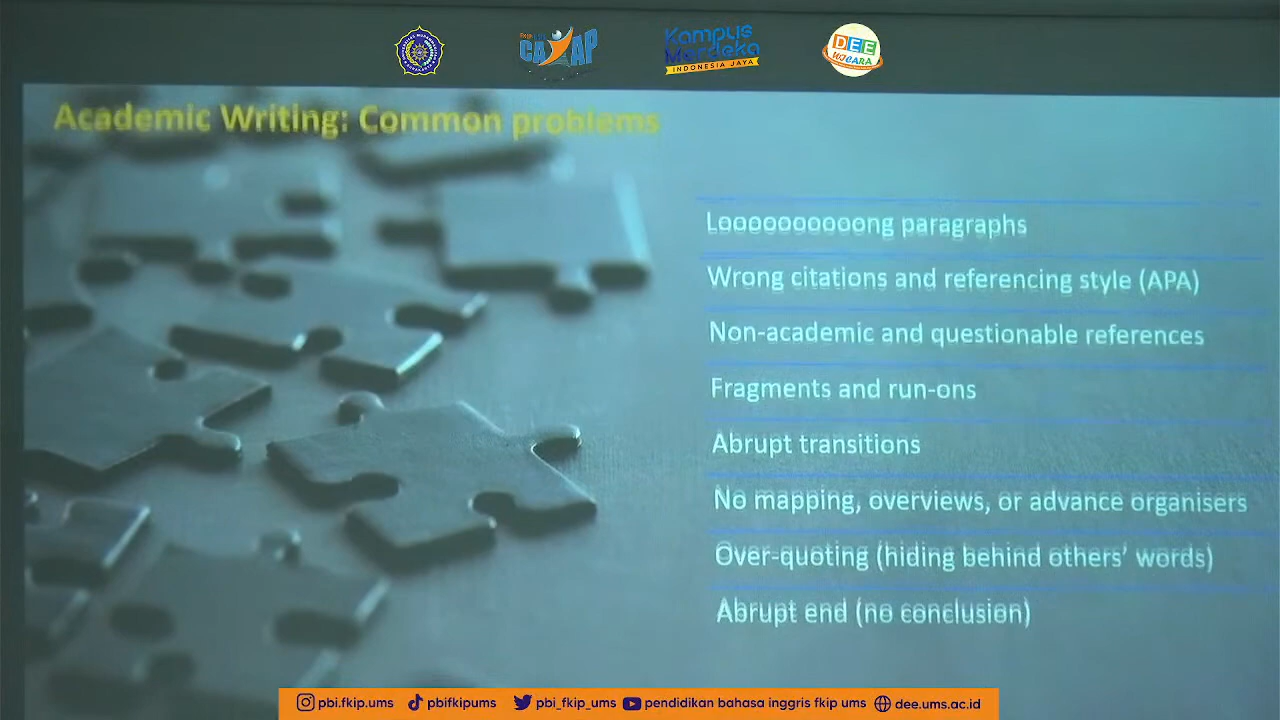 CAKAP
Kampus
Merdeka
INDONESIA JAYA
DEE
WICARA
Academic Writing: Common problems
Loooooooooong paragraphs
Wrong citations and referencing style (APA)
Non-academic and questionable references
Fragments and run-ons
Abrupt transitions
No mapping, overviews, or advance organisers
Over-quoting (hiding behind others’ words)
Abrupt end (no conclusion)
pbi.fkip.ums pbifkipums pbi_fkip_ums pendidikan bahasa inggris fkip ums dee.ums.ac.id